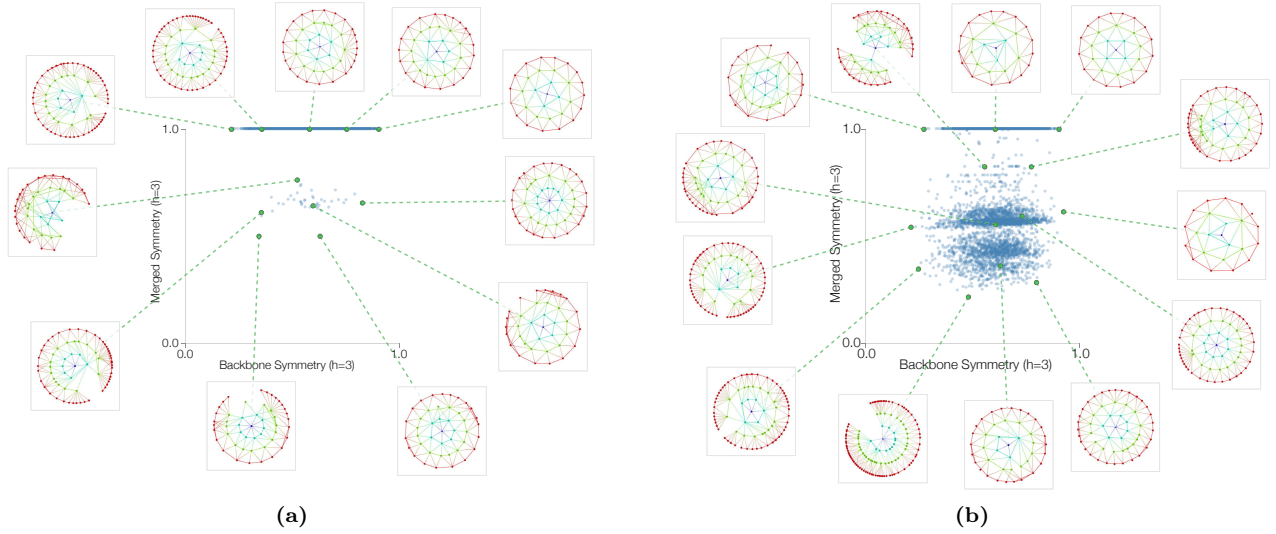 1.0
Merged Symmetry (h=3)
0.0
0.0
1.0
Backbone Symmetry (h=3)
(a)
1.0
Merged Symmetry (h=3)
0.0
0.0
1.0
Backbone Symmetry (h=3)
(b)